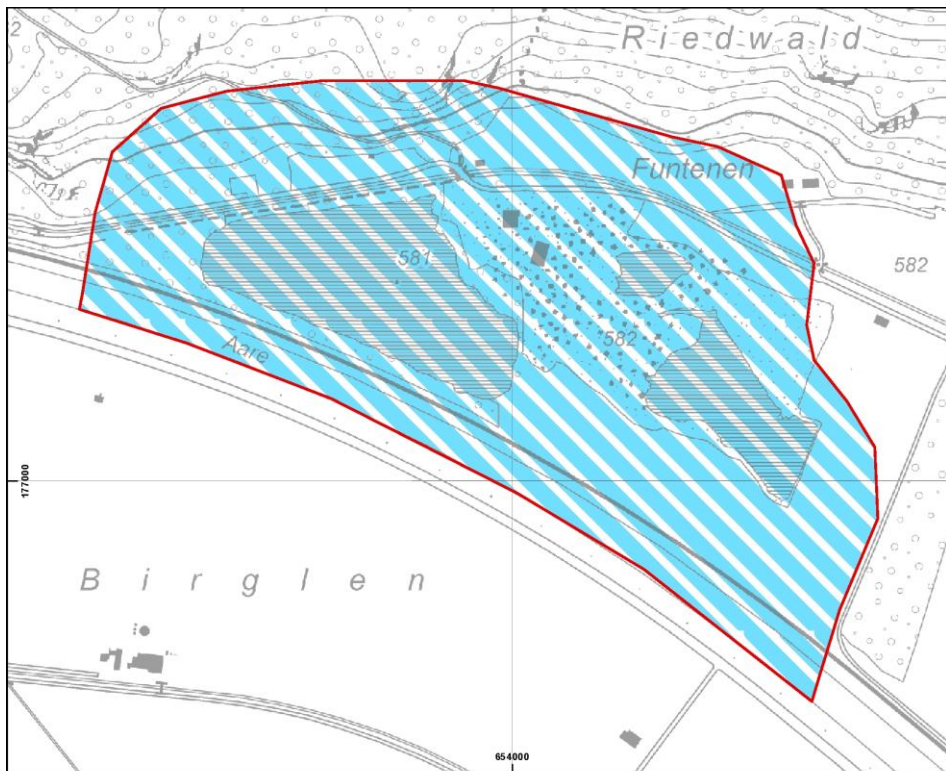 2
Riedwald
Funtenen
581
582
582
Aare
177000
Birglen
654000